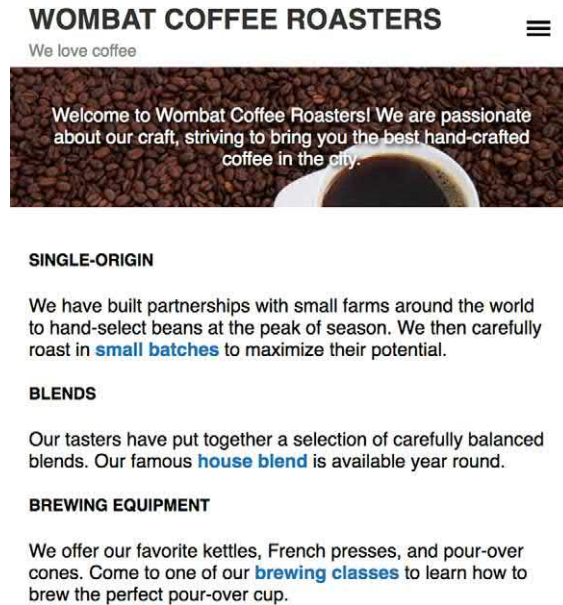 WOMBAT COFFEE ROASTERS
We love coffee
Welcome to Wombat Coffee Roasters! We are passionate
about our craft, striving to bring you the best hand-crafted
coffee in the city.
SINGLE-ORIGIN
We have built partnerships with small farms around the world
to hand-select beans at the peak of season. We then carefully
roast in small batches to maximize their potential.
BLENDS
Our tasters have put together a selection of carefully balanced
blends. Our famous house blend is available year round.
BREWING EQUIPMENT
We offer our favorite kettles, French presses, and pour-over
cones. Come to one of our brewing classes to learn how to
brew the perfect pour-over cup.